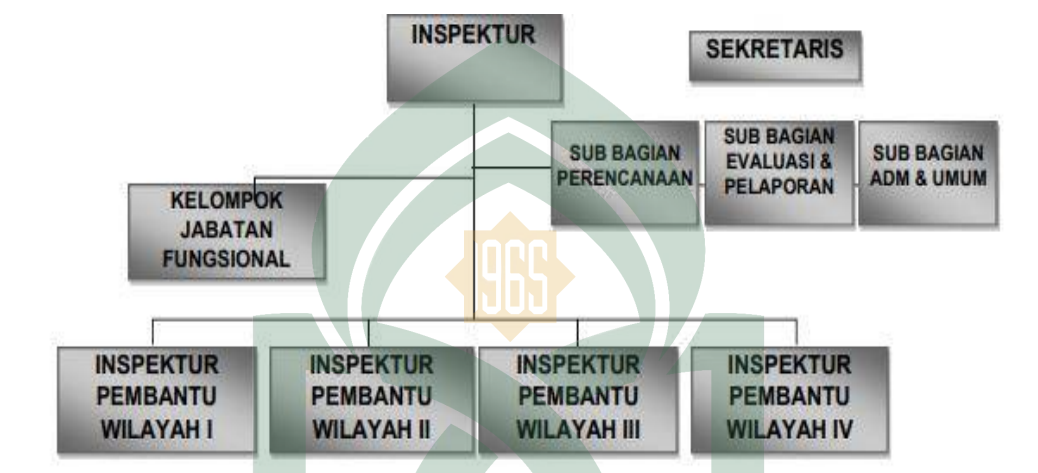 INSPEKTUR
SEKRETARIS
SUB BAGIAN
PERENCANAAN
SUB BAGIAN
EVALUASI &
PELAPORAN
SUB BAGIAN
ADM & UMUM
KELOMPOK
JABATAN
FUNGSIONAL
965
INSPEKTUR
PEMBANTU
WILAYAH I
INSPEKTUR
PEMBANTU
WILAYAH II
INSPEKTUR
PEMBANTU
WILAYAH III
INSPEKTUR
PEMBANTU
WILAYAH IV